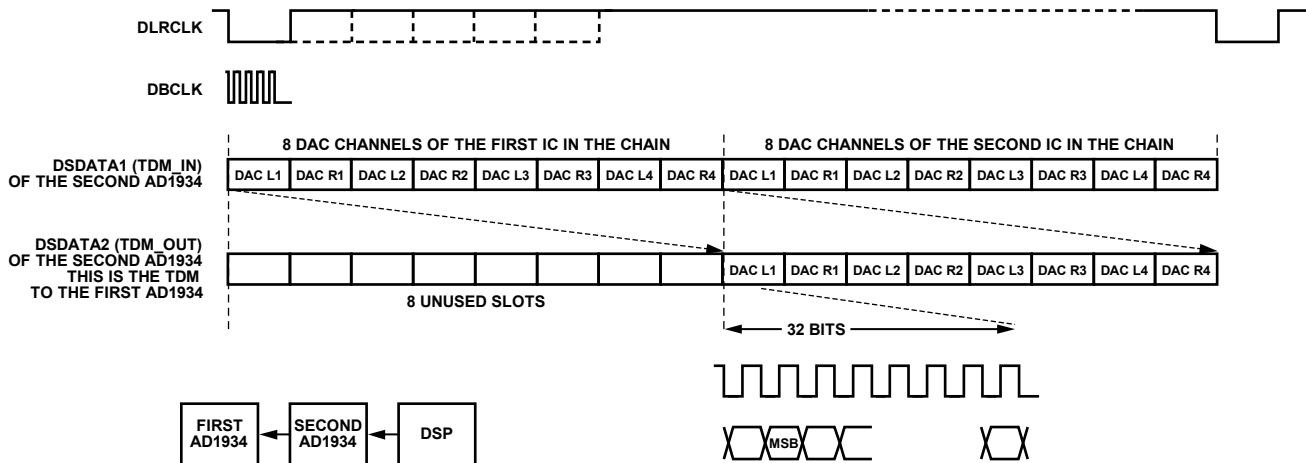 DLRCLK
DBCLK
8 DAC CHANNELS OF THE FIRST IC IN THE CHAIN
8 DAC CHANNELS OF THE SECOND IC IN THE CHAIN
DSDATA1 (TDM_IN)
OF THE SECOND AD1934
DAC L1 DAC R1 DAC L2 DAC R2 DAC L3 DAC R3 DAC L4 DAC R4 DAC L1 DAC R1 DAC L2 DAC R2 DAC L3 DAC R3 DAC L4 DAC R4
DSDATA2 (TDM_OUT)
OF THE SECOND AD1934
THIS IS THE TDM
TO THE FIRST AD1934
DAC L1 DAC R1 DAC L2 DAC R2 DAC L3 DAC R3 DAC L4 DAC R4
8 UNUSED SLOTS
32 BITS
FIRST
AD1934
SECOND
AD1934
DSP
MSB